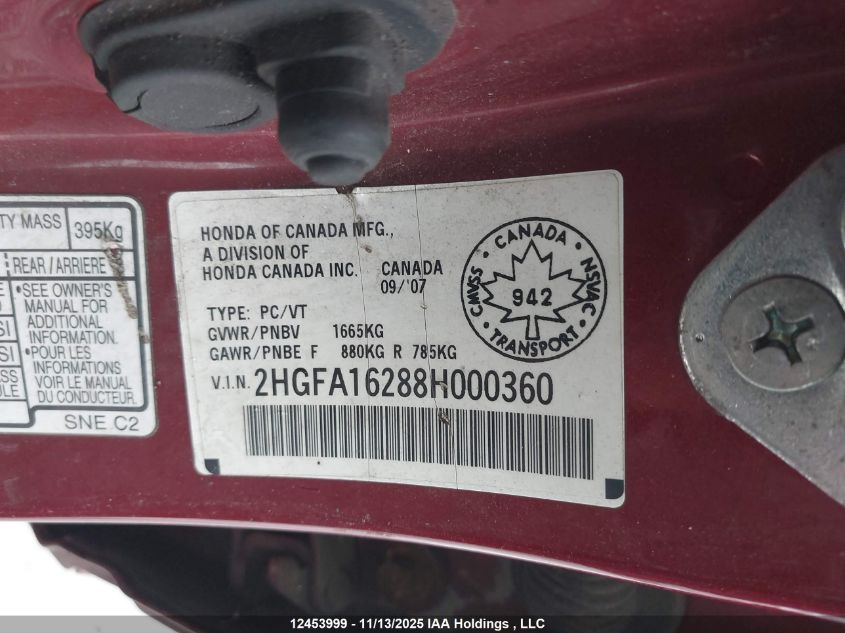 TY MASS 395Kg
REAR/ARRIERE
•SEE OWNER'S
MANUAL FOR
ADDITIONAL
INFORMATION.
•POUR LES
INFORMATIONS
VOIR LE MANUEL
DU CONDUCTEUR.
SNE C2
HONDA OF CANADA MFG.,
A DIVISION OF
HONDA CANADA INC. CANADA
09/'07
TYPE: PC/VT
GVWR/PNBV 1665KG
GAWR/PNBE F 880KG R 785KG
V.I.N. 2HGFA16288H000360
CANADA
CMVSS 942 NSVAC
TRANSPORT
12453999 - 11/13/2025 IAA Holdings , LLC